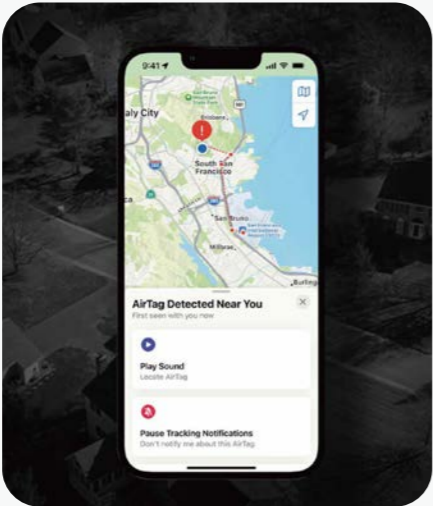 9:41
aly City
Brisbane
South San
Francisco
San Bruno
Millbrae
Burling
AirTag Detected Near You
First seen with you now
Play Sound
Locate AirTag
Pause Tracking Notifications
Don't notify me about this AirTag.